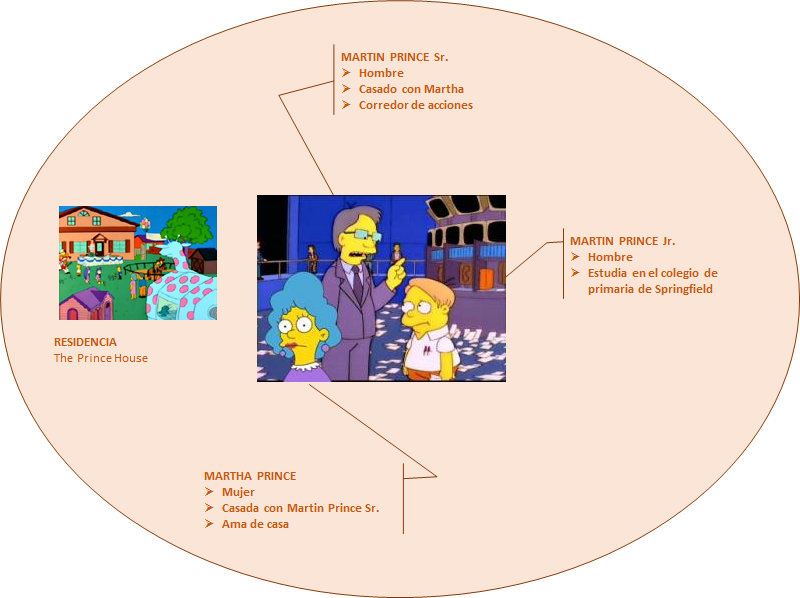 MARTIN PRINCE Sr.
➢ Hombre
➢ Casado con Martha
➢ Corredor de acciones
MARTIN PRINCE Jr.
➢ Hombre
➢ Estudia en el colegio de
primaria de Springfield
RESIDENCIA
The Prince House
MARTHA PRINCE
➢ Mujer
➢ Casada con Martin Prince Sr.
➢ Ama de casa